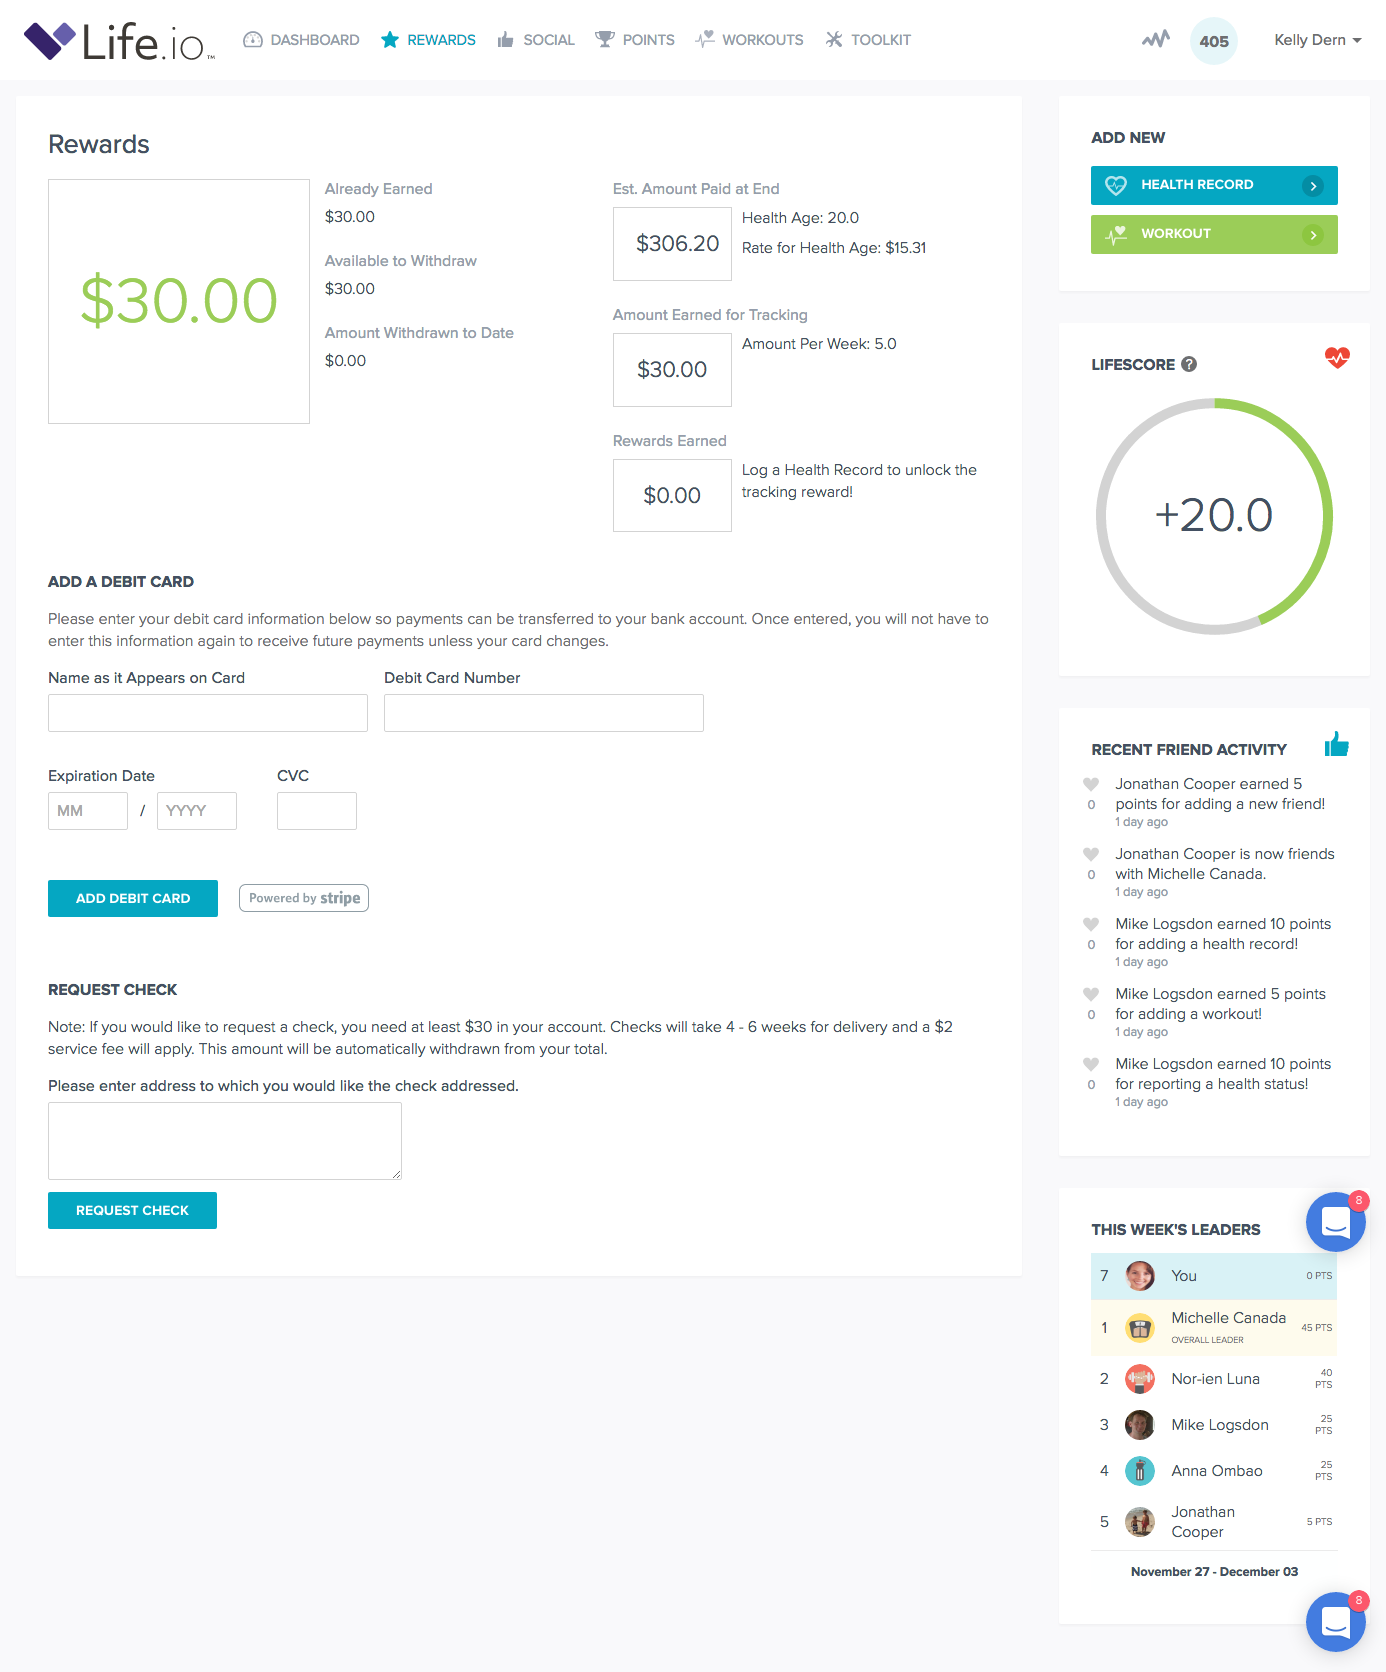 Life.io™
DASHBOARD
REWARDS
SOCIAL
POINTS
WORKOUTS
TOOLKIT
405
Kelly Dern
Rewards
$30.00
Already Earned
$30.00
Available to Withdraw
$30.00
Amount Withdrawn to Date
$0.00
Est. Amount Paid at End
$306.20
Health Age: 20.0
Rate for Health Age: $15.31
Amount Earned for Tracking
$30.00
Amount Per Week: 5.0
Rewards Earned
$0.00
Log a Health Record to unlock the
tracking reward!
ADD A DEBIT CARD
Please enter your debit card information below so payments can be transferred to your bank account. Once entered, you will not have to
enter this information again to receive future payments unless your card changes.
Name as it Appears on Card
Debit Card Number
Expiration Date
CVC
MM
/
YYYY
ADD DEBIT CARD
Powered by stripe
REQUEST CHECK
Note: If you would like to request a check, you need at least $30 in your account. Checks will take 4 - 6 weeks for delivery and a $2
service fee will apply. This amount will be automatically withdrawn from your total.
Please enter address to which you would like the check addressed.
REQUEST CHECK
ADD NEW
HEALTH RECORD
WORKOUT
LIFESCORE ?
+20.0
RECENT FRIEND ACTIVITY
Jonathan Cooper earned 5
points for adding a new friend!
0
1 day ago
Jonathan Cooper is now friends
with Michelle Canada.
0
1 day ago
Mike Logsdon earned 10 points
for adding a health record!
0
1 day ago
Mike Logsdon earned 5 points
for adding a workout!
0
1 day ago
Mike Logsdon earned 10 points
for reporting a health status!
0
1 day ago
8
THIS WEEK'S LEADERS
7 You 0 PTS
1 Michelle Canada 45 PTS
OVERALL LEADER
2 Nor-ien Luna 40
PTS
3 Mike Logsdon 25
PTS
4 Anna Ombao 25
PTS
5 Jonathan
Cooper 5 PTS
November 27 - December 03
8